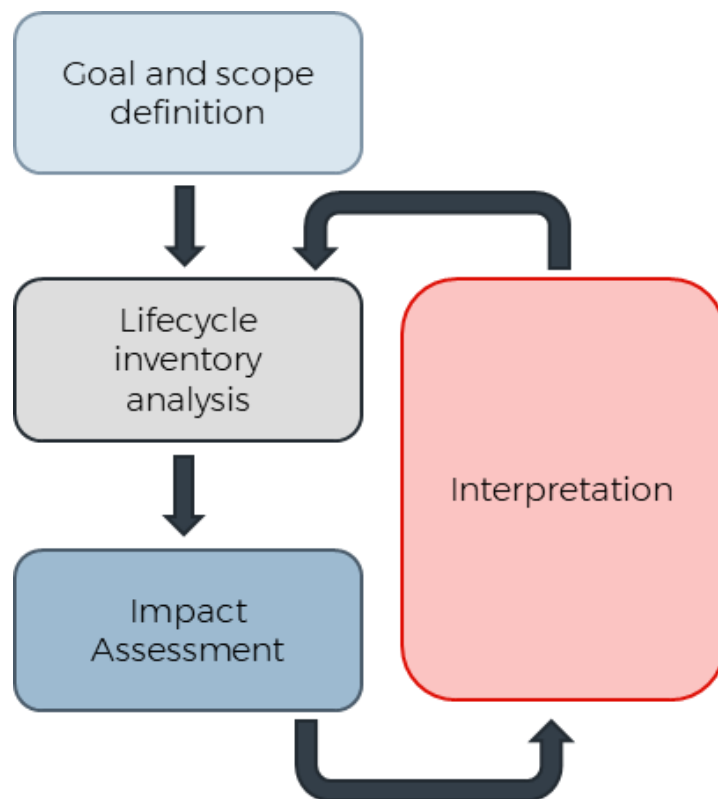 Goal and scope
definition
Lifecycle
inventory
analysis
Interpretation
Impact
Assessment